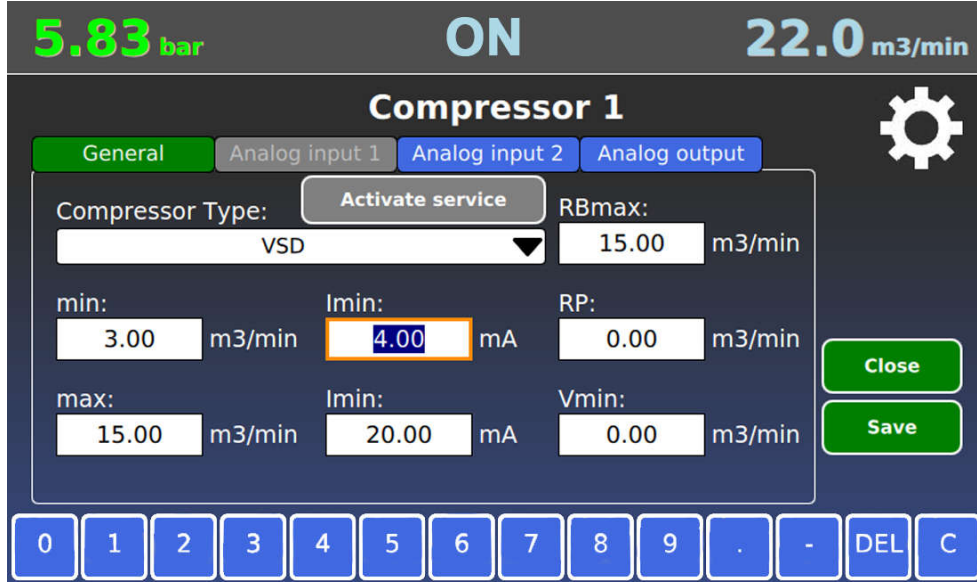 5.83 bar ON 22.0 m3/min
Compressor 1
General Analog input 1 Analog input 2 Analog output
Activate service
Compressor Type: RBmax:
VSD 15.00 m3/min
min: Imin: RP:
3.00 m3/min 4.00 mA 0.00 m3/min
Close
max: Imin: Vmin:
15.00 m3/min 20.00 mA 0.00 m3/min
Save
0 1 2 3 4 5 6 7 8 9 . - DEL C